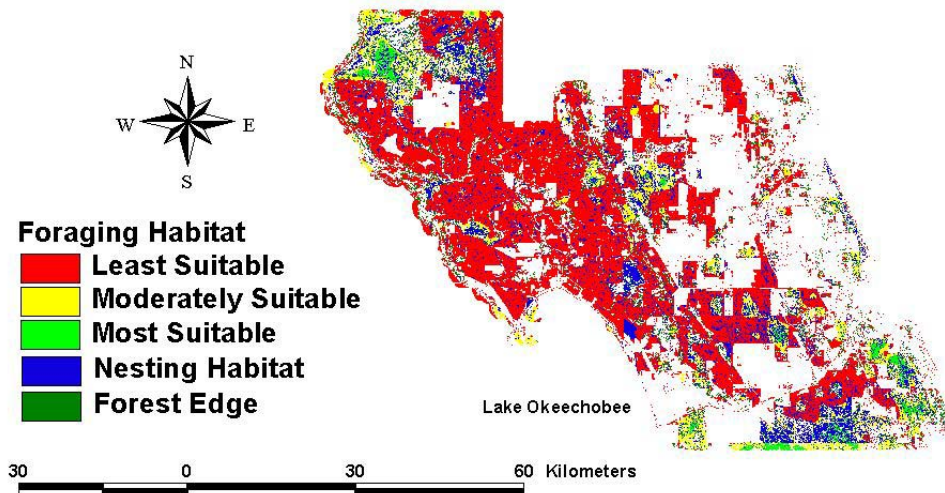 N
W E
S
Foraging Habitat
Least Suitable
Moderately Suitable
Most Suitable
Nesting Habitat
Forest Edge
Lake Okeechobee
30 0 30 60 Kilometers